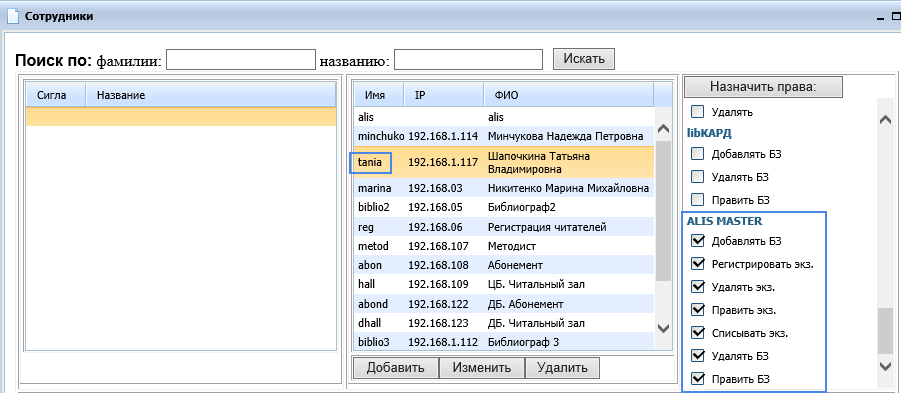 Сотрудники
Поиск по: фамилии: названию: Искать
Сигла Название
Имя IP ФИО
alis alis
minchuko 192.168.1.114 Минчукова Надежда Петровна
tania 192.168.1.117 Шапочкина Татьяна
Владимировна
marina 192.168.03 Никитенко Марина Михайловна
biblio2 192.168.05 Библиограф2
reg 192.168.06 Регистрация читателей
metod 192.168.107 Методист
abon 192.168.108 Абонемент
hall 192.168.109 ЦБ. Читальный зал
abond 192.168.122 ДБ. Абонемент
dhall 192.168.123 ДБ. Читальный зал
biblio3 192.168.1.112 Библиограф 3
Добавить Изменить Удалить
Назначить права:
Удалять
libКАРД
Добавлять БЗ
Удалять БЗ
Править БЗ
ALIS MASTER
Добавлять БЗ
Регистрировать экз.
Удалять экз.
Править экз.
Списывать экз.
Удалять БЗ
Править БЗ